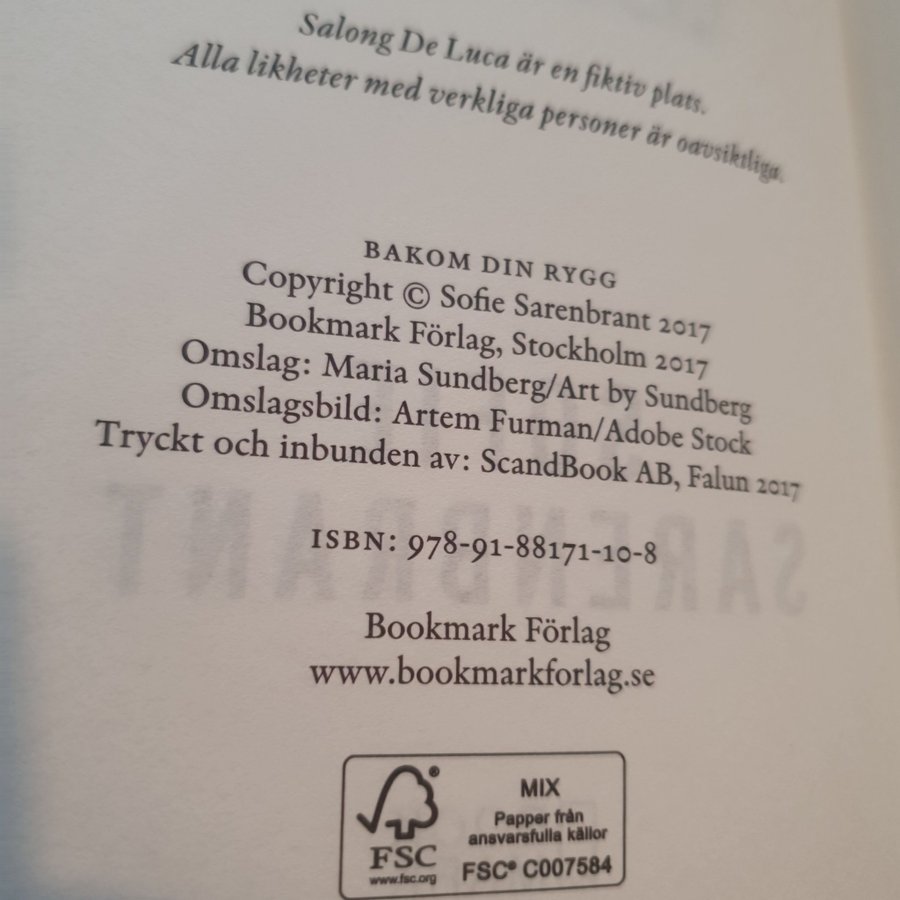 Salong De Luca är en fiktiv plats.
Alla likheter med verkliga personer är oavsiktliga.
BAKOM DIN RYGG
Copyright © Sofie Sarenbrant 2017
Bookmark Förlag, Stockholm 2017
Omslag: Maria Sundberg/Art by Sundberg
Omslagsbild: Artem Furman/Adobe Stock
Tryckt och inbunden av: ScandBook AB, Falun 2017
SARENBRANT
ISBN: 978-91-88171-10-8
Bookmark Förlag
www.bookmarkforlag.se
FSC
www.fsc.org
MIX
Papper från
ansvarsfulla källor
FSC® C007584